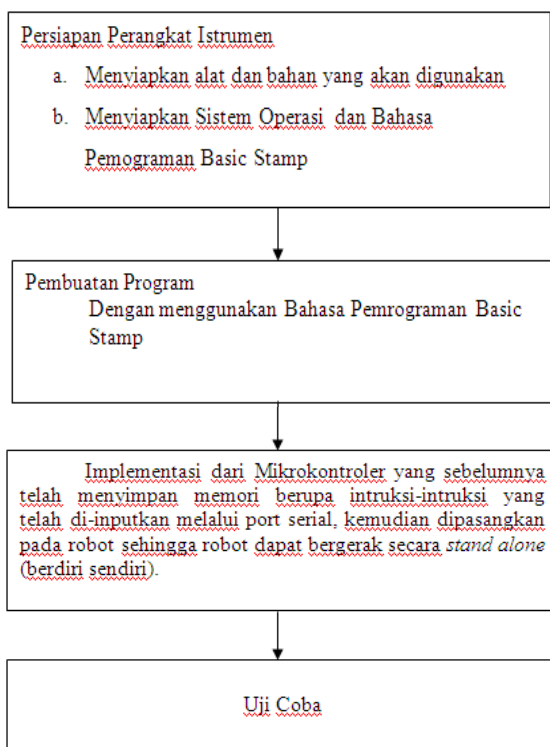 Persiapan Perangkat Istrumen
a. Menyiapkan alat dan bahan yang akan digunakan
b. Menyiapkan Sistem Operasi dan Bahasa
Pemograman Basic Stamp
Pembuatan Program
Dengan menggunakan Bahasa Pemrograman Basic
Stamp
Implementasi dari Mikrokontroler yang sebelumnya
telah menyimpan memori berupa intruksi-intruksi yang
telah di-inputkan melalui port serial, kemudian dipasangkan
pada robot sehingga robot dapat bergerak secara stand alone
(berdiri sendiri).
Uji Coba